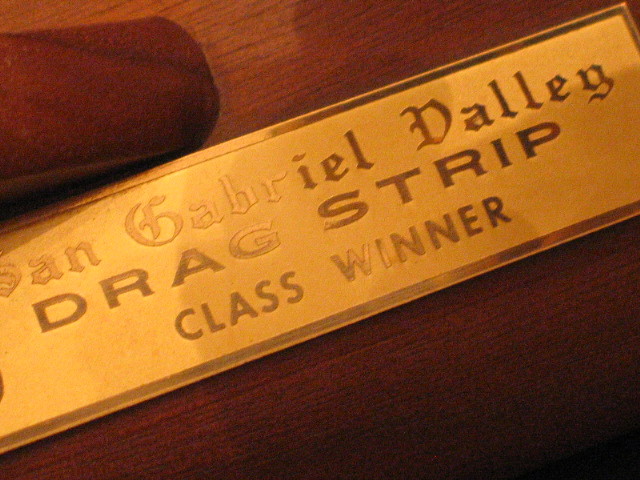 San Gabriel Valley
DRAG STRIP
CLASS WINNER